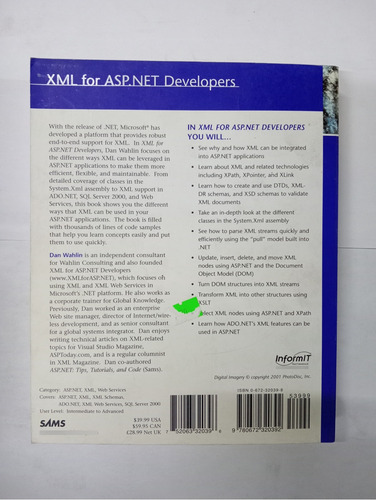 XML for ASP.NET Developers
With the release of .NET, Microsoft® has
developed a platform that provides robust
end-to-end support for XML. In XML for
ASP.NET Developers, Dan Wahlin focuses on
the different ways XML can be leveraged in
ASP.NET applications to make them more
efficient, flexible, and maintainable. From
detailed coverage of classes in the
System.Xml assembly to XML support in
ADO.NET, SQL Server 2000, and Web
Services, this book shows you the different
ways that XML can be used in your
ASP.NET applications. The book is filled
with thousands of lines of code samples
that help you learn concepts easily and put
them to use quickly.
Dan Wahlin is an independent consultant
for Wahlin Consulting and also founded
XML for ASP.NET Developers
(www.XMLforASP.NET), which focuses on
using XML and XML Web Services in
Microsoft's .NET platform. He also works as
a corporate trainer for Global Knowledge.
Previously, Dan worked as an enterprise
Web site manager, director of Internet/wire-
less development, and as senior consultant
for a global systems integrator. Dan enjoys
writing technical articles on XML-related
topics for Visual Studio Magazine,
ASPToday.com, and is a regular columnist
in XML Magazine. Dan co-authored
ASP.NET: Tips, Tutorials, and Code (Sams).
IN XML FOR ASP.NET DEVELOPERS
YOU WILL...
• See why and how XML can be integrated
into ASP.NET applications
• Learn about XML and related technologies
including XPath, XPointer, and XLink
• Learn how to create and use DTDs, XML-
DR schemas, and XSD schemas to validate
XML documents
• Take an in-depth look at the different
classes in the System.Xml assembly
• See how to parse XML streams quickly and
efficiently using the "pull" model built into
.NET
• Update, insert, delete, and move XML
nodes using ASP.NET and the Document
Object Model (DOM)
• Turn DOM structures into XML streams
• Transform XML into other structures using
XSLT
Select XML nodes using ASP.NET and XPath
• Learn how ADO.NET's XML features can be
used in ASP.NET
InformIT
Digital Imagery © copyright 2001 PhotoDisc, Inc.
Category: ASP.NET, XML, Web Services
Covers: ASP.NET, XML, XML Schemas,
ADO.NET, XML Web Services, SQL Server 2000
User Level: Intermediate to Advanced
SAMS
$39.99 USA
$59.95 CAN
£28.99 Net UK
7 52063 32039 6
ISBN 0-672-32039-8
53999
9 780672 320392